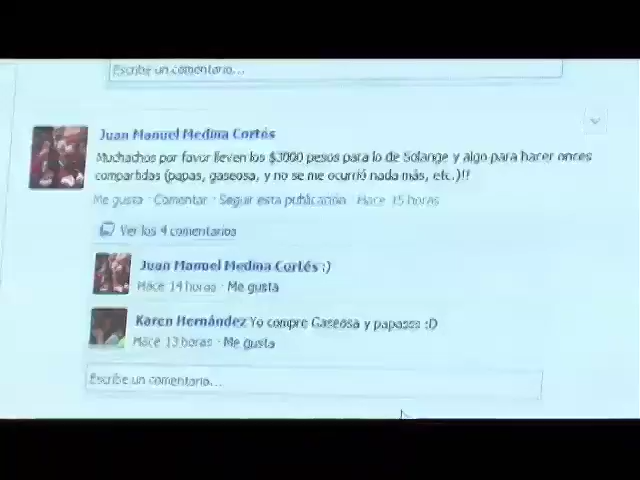 Escribe un comentario...
Juan Manuel Medina Cortés
Muchachos por favor lleven los $3000 pesos para lo de Solange y algo para hacer onces
compartidas (papas, gaseosa, y no se me ocurrió nada más, etc.)!!
Me gusta · Comentar · Seguir esta publicación · Hace 15 horas
Ver los 4 comentarios
Juan Manuel Medina Cortés :)
Hace 14 horas · Me gusta
Karen Hernández Yo compre Gaseosa y papasss :D
Hace 13 horas · Me gusta
Escribe un comentario...